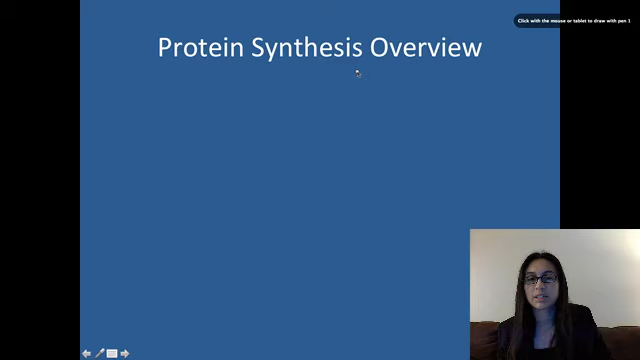 Click with the mouse or tablet to draw with pen 1
Protein Synthesis Overview